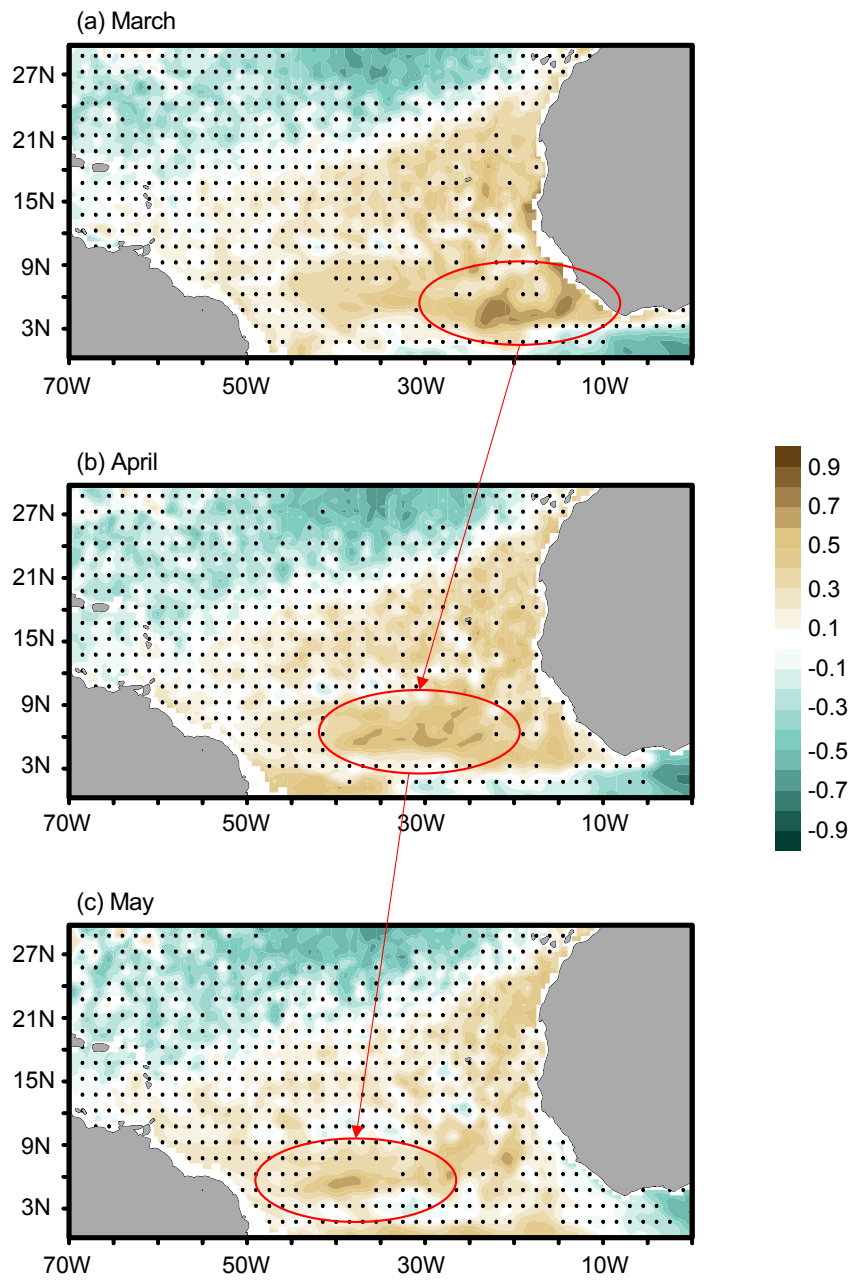 (a) March
27N
21N
15N
9N
3N
70W 50W 30W 10W
(b) April
27N
21N
15N
9N
3N
70W 50W 30W 10W
0.9
0.7
0.5
0.3
0.1
-0.1
-0.3
-0.5
-0.7
-0.9
(c) May
27N
21N
15N
9N
3N
70W 50W 30W 10W